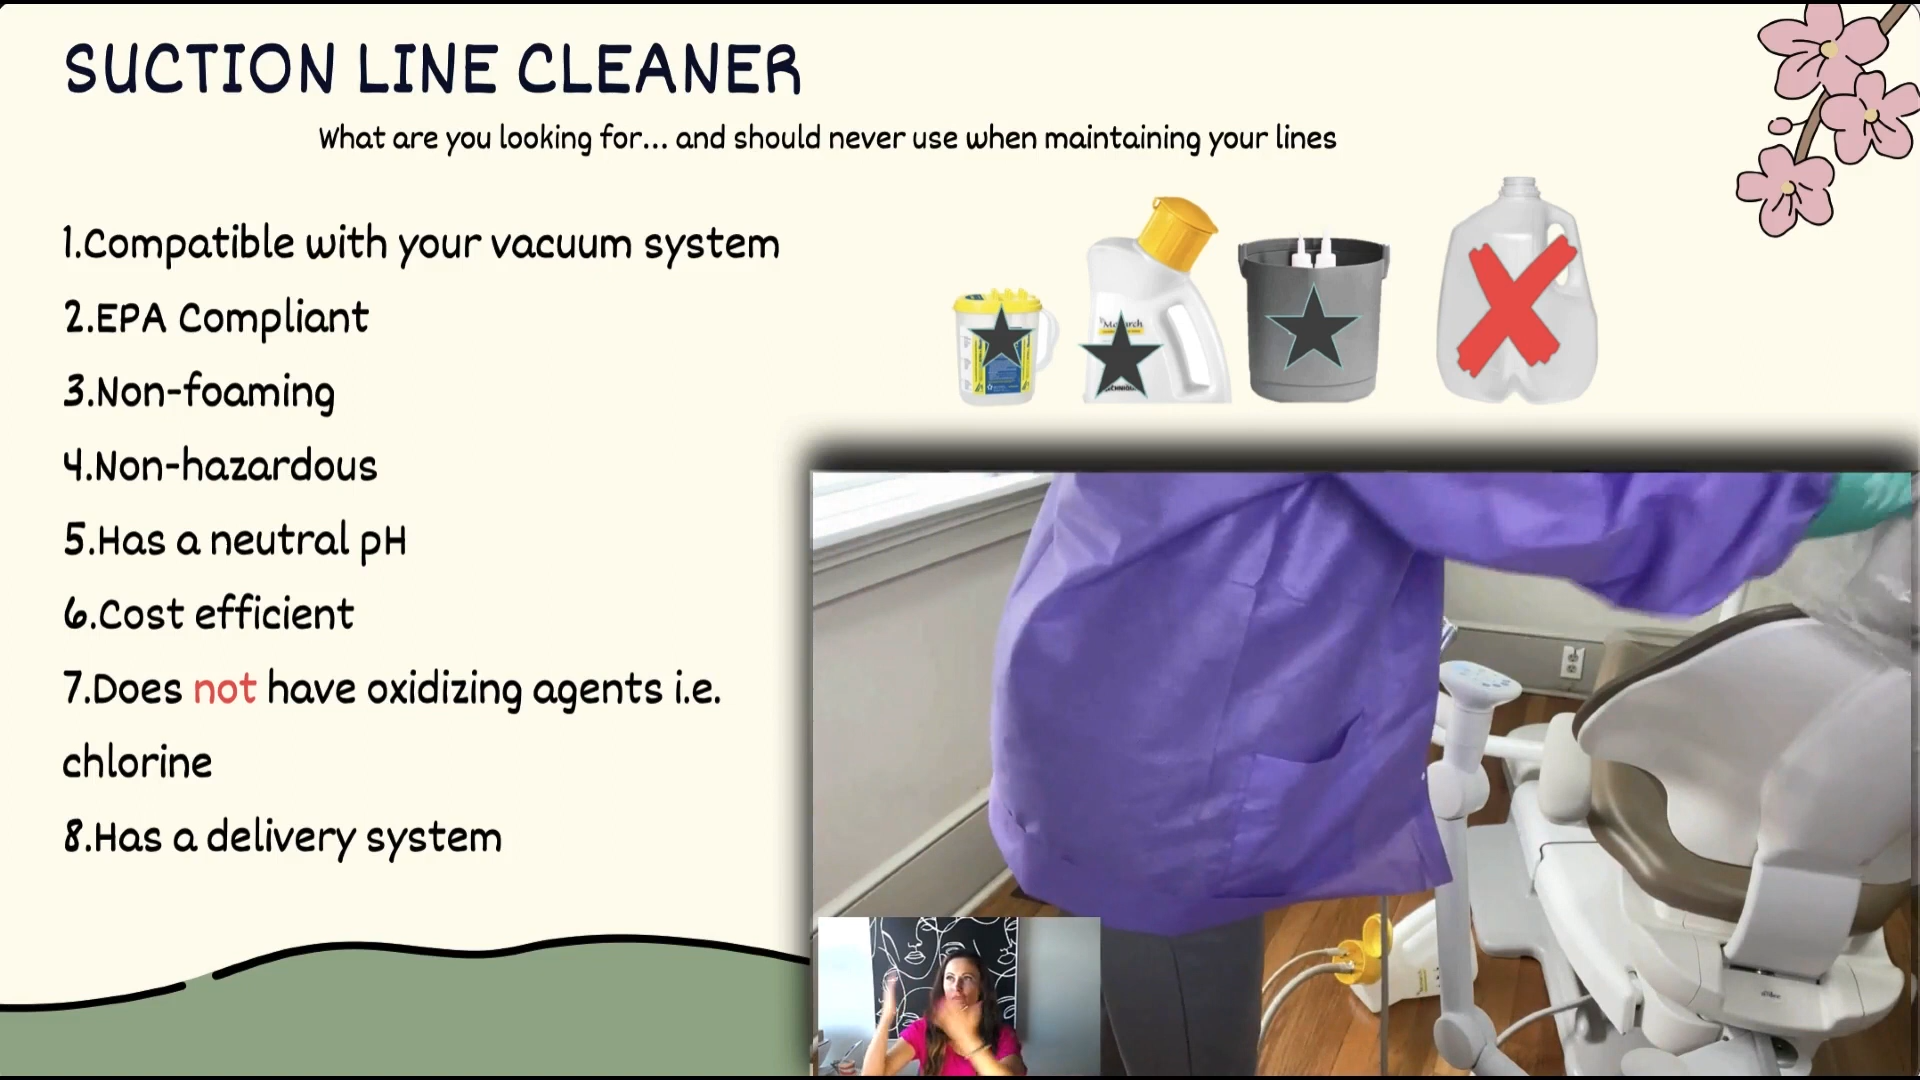 SUCTION LINE CLEANER
What are you looking for... and should never use when maintaining your lines
1.Compatible with your vacuum system
2.EPA Compliant
3.Non-foaming
4.Non-hazardous
5.Has a neutral pH
6.Cost efficient
7.Does not have oxidizing agents i.e.
chlorine
8.Has a delivery system